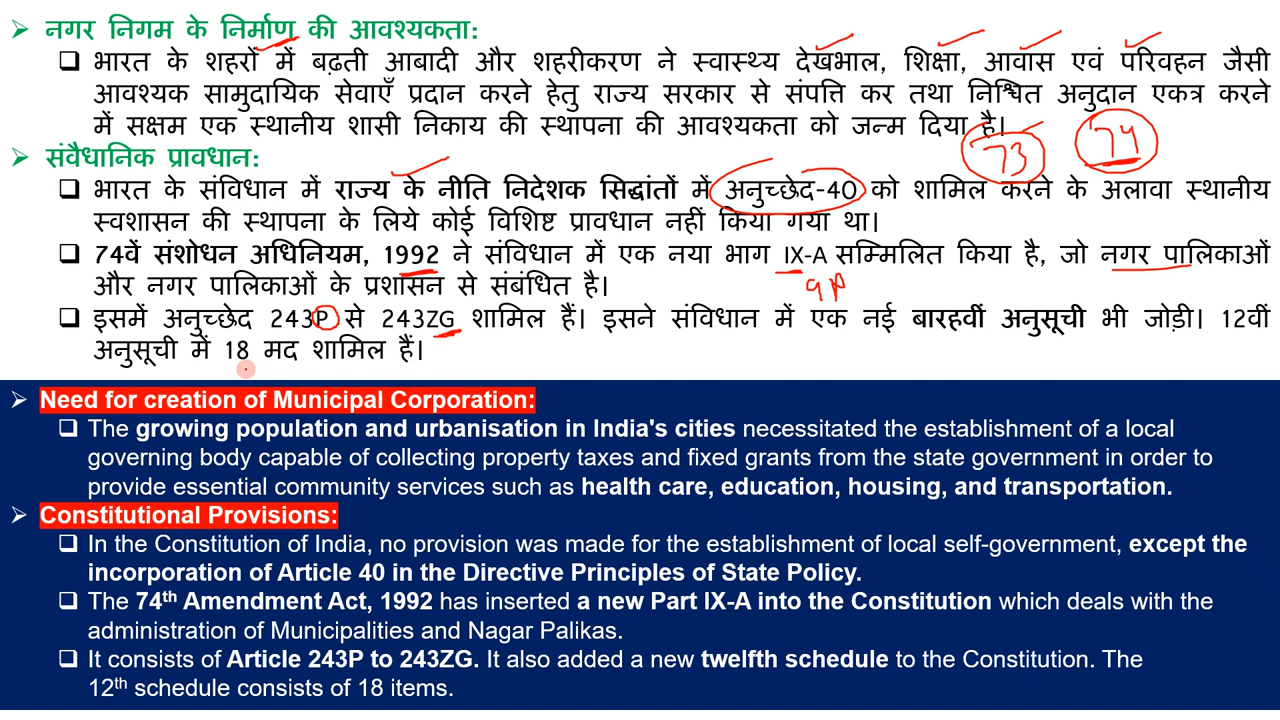 ➢ नगर निगम के निर्माण की आवश्यकता:
❑ भारत के शहरों में बढ़ती आबादी और शहरीकरण ने स्वास्थ्य देखभाल, शिक्षा, आवास एवं परिवहन जैसी
आवश्यक सामुदायिक सेवाएँ प्रदान करने हेतु राज्य सरकार से संपत्ति कर तथा निश्चित अनुदान एकत्र करने
में सक्षम एक स्थानीय शासी निकाय की स्थापना की आवश्यकता को जन्म दिया है।
73 74
➢ संवैधानिक प्रावधान:
❑ भारत के संविधान में राज्य के नीति निदेशक सिद्धांतों में अनुच्छेद-40 को शामिल करने के अलावा स्थानीय
स्वशासन की स्थापना के लिये कोई विशिष्ट प्रावधान नहीं किया गया था।
❑ 74वें संशोधन अधिनियम, 1992 ने संविधान में एक नया भाग IX-A सम्मिलित किया है, जो नगर पालिकाओं
और नगर पालिकाओं के प्रशासन से संबंधित है।
❑ इसमें अनुच्छेद 243P से 243ZG शामिल हैं। इसने संविधान में एक नई बारहवीं अनुसूची भी जोड़ी। 12वीं
अनुसूची में 18 मद शामिल हैं।
➢ Need for creation of Municipal Corporation:
❑ The growing population and urbanisation in India's cities necessitated the establishment of a local
governing body capable of collecting property taxes and fixed grants from the state government in order to
provide essential community services such as health care, education, housing, and transportation.
➢ Constitutional Provisions:
❑ In the Constitution of India, no provision was made for the establishment of local self-government, except the
incorporation of Article 40 in the Directive Principles of State Policy.
❑ The 74th Amendment Act, 1992 has inserted a new Part IX-A into the Constitution which deals with the
administration of Municipalities and Nagar Palikas.
❑ It consists of Article 243P to 243ZG. It also added a new twelfth schedule to the Constitution. The
12th schedule consists of 18 items.